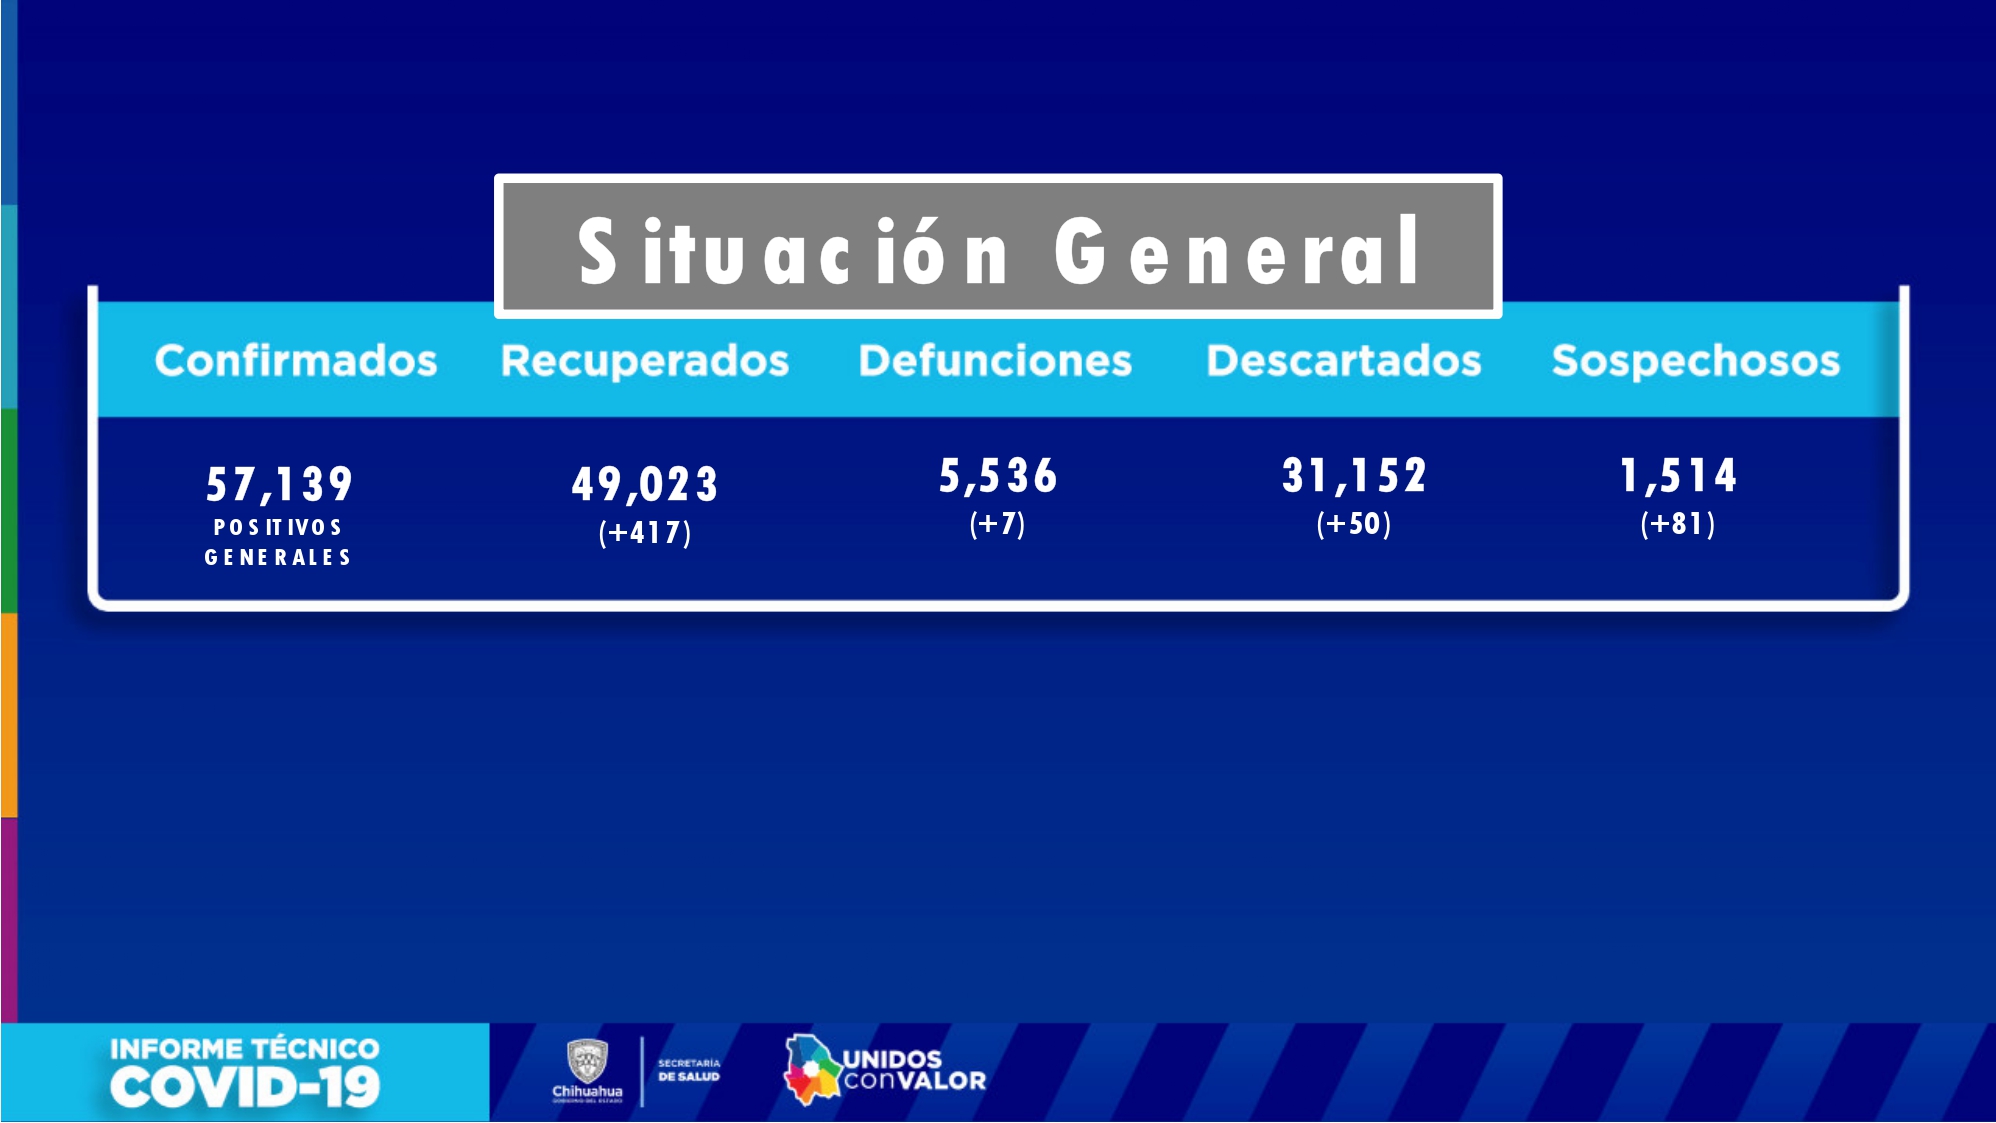 Situación General
Confirmados Recuperados Defunciones Descartados Sospechosos
57,139 49,023 5,536 31,152 1,514
POSITIVOS GENERALES (+417) (+7) (+50) (+81)
INFORME TÉCNICO
COVID-19
Chihuahua
SECRETARÍA
DE SALUD
UNIDOS
conVALOR